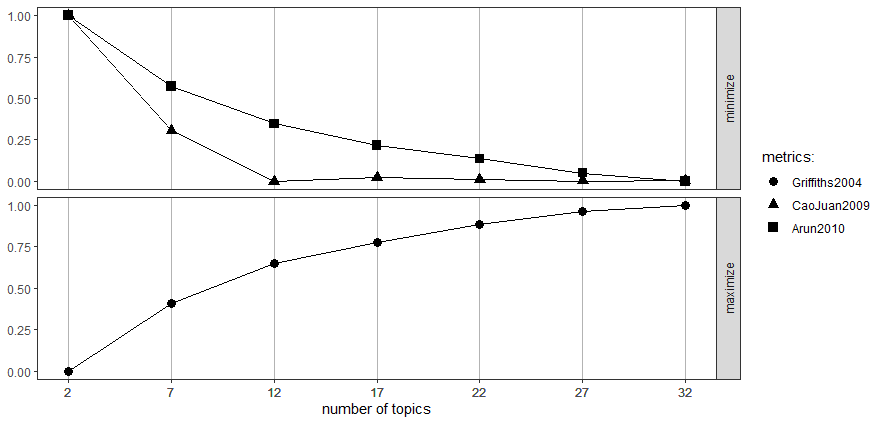 1.00
0.75
0.50
0.25
0.00
minimize
1.00
0.75
0.50
0.25
0.00
maximize
2 7 12 17 22 27 32
number of topics
metrics:
Griffiths2004
CaoJuan2009
Arun2010